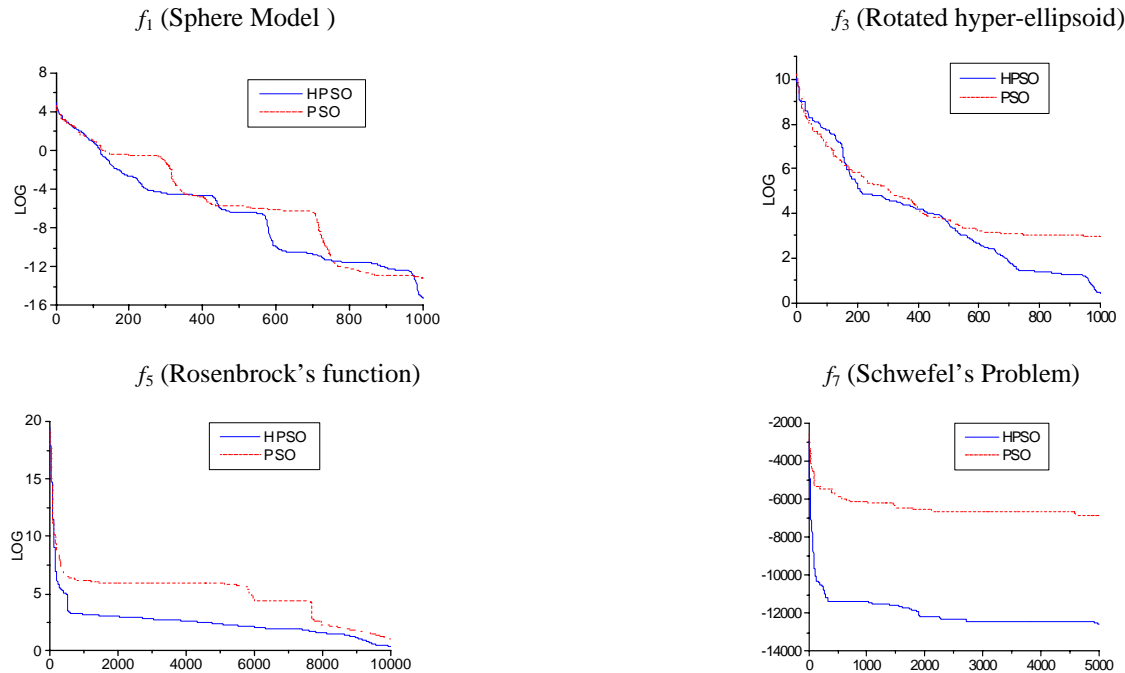 f1 (Sphere Model )
8
4
0
-4
-8
-12
-16
LOG
HPSO
PSO
0 200 400 600 800 1000
f3 (Rotated hyper-ellipsoid)
10
8
6
4
2
0
LOG
HPSO
PSO
0 200 400 600 800 1000
f5 (Rosenbrock’s function)
20
15
10
5
0
LOG
HPSO
PSO
0 2000 4000 6000 8000 10000
f7 (Schwefel’s Problem)
-2000
-4000
-6000
-8000
-10000
-12000
-14000
HPSO
PSO
0 1000 2000 3000 4000 5000